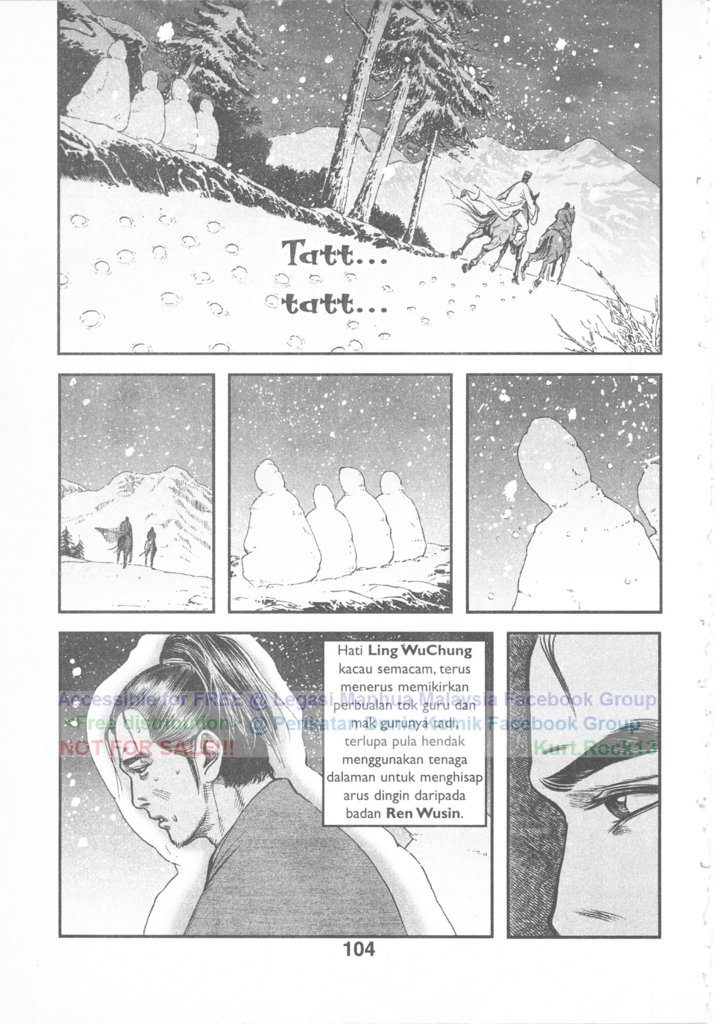 Tatt...
tatt...
Hati Ling WuChung
kacau semacam, terus
menerus memikirkan
perbualan tok guru dan
mak gurunya tadi,
terlupa pula hendak
menggunakan tenaga
dalaman untuk menghisap
arus dingin daripada
badan Ren Wusin.
Accessible for FREE @ Legasi Manhua Malaysia Facebook Group
<Free distribution> @ Perikatan Dunia Komik Facebook Group
NOT FOR SALE!!! Kurt Rock13
104